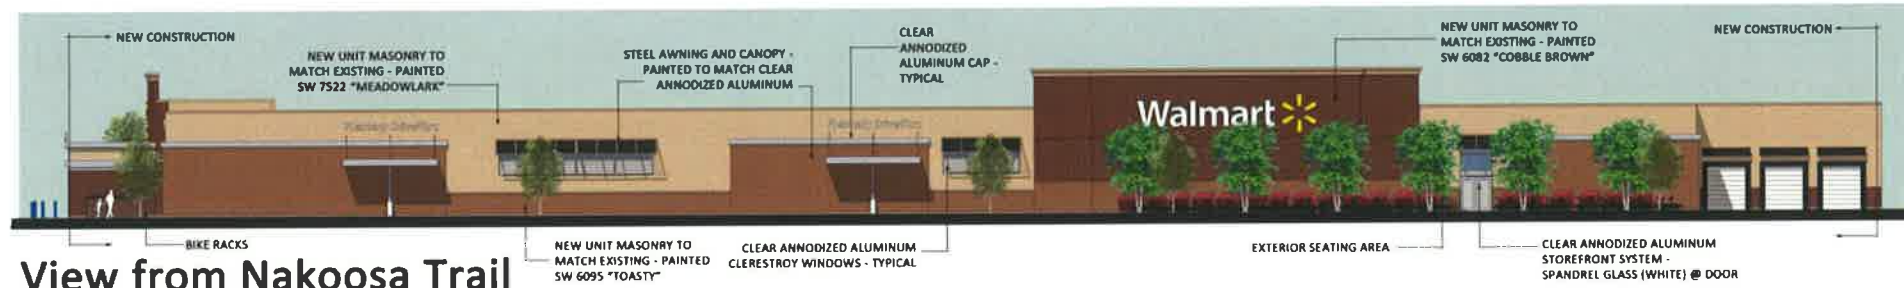 NEW CONSTRUCTION
NEW UNIT MASONRY TO
MATCH EXISTING - PAINTED
SW 7522 "MEADOWLARK"
STEEL AWNING AND CANOPY -
PAINTED TO MATCH CLEAR
ANNODIZED ALUMINUM
CLEAR
ANNODIZED
ALUMINUM CAP -
TYPICAL
NEW UNIT MASONRY TO
MATCH EXISTING - PAINTED
SW 6082 "COBBLE BROWN"
NEW CONSTRUCTION
Walmart
BIKE RACKS
NEW UNIT MASONRY TO
MATCH EXISTING - PAINTED
SW 6095 "TOASTY"
CLEAR ANNODIZED ALUMINUM
CLERESTROY WINDOWS - TYPICAL
EXTERIOR SEATING AREA
CLEAR ANNODIZED ALUMINUM
STOREFRONT SYSTEM -
SPANDREL GLASS (WHITE) @ DOOR
View from Nakoosa Trail